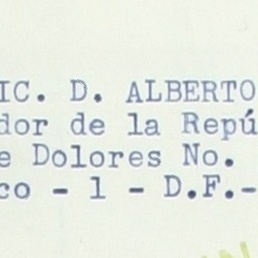 IC. D. ALBERTO
dor de la Repú
e Dolores No.
co - 1 - D.F.-